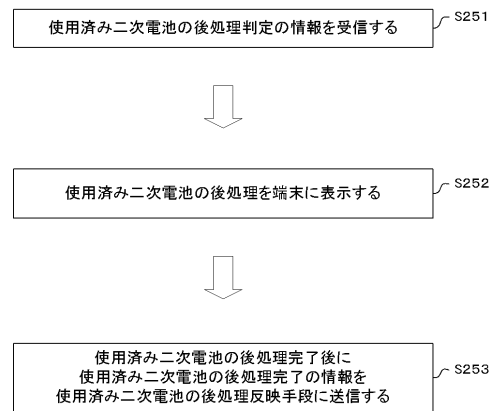 使用済み二次電池の後処理判定の情報を受信する
S251
使用済み二次電池の後処理を端末に表示する
S252
使用済み二次電池の後処理完了後に
使用済み二次電池の後処理完了の情報を
使用済み二次電池の後処理反映手段に送信する
S253